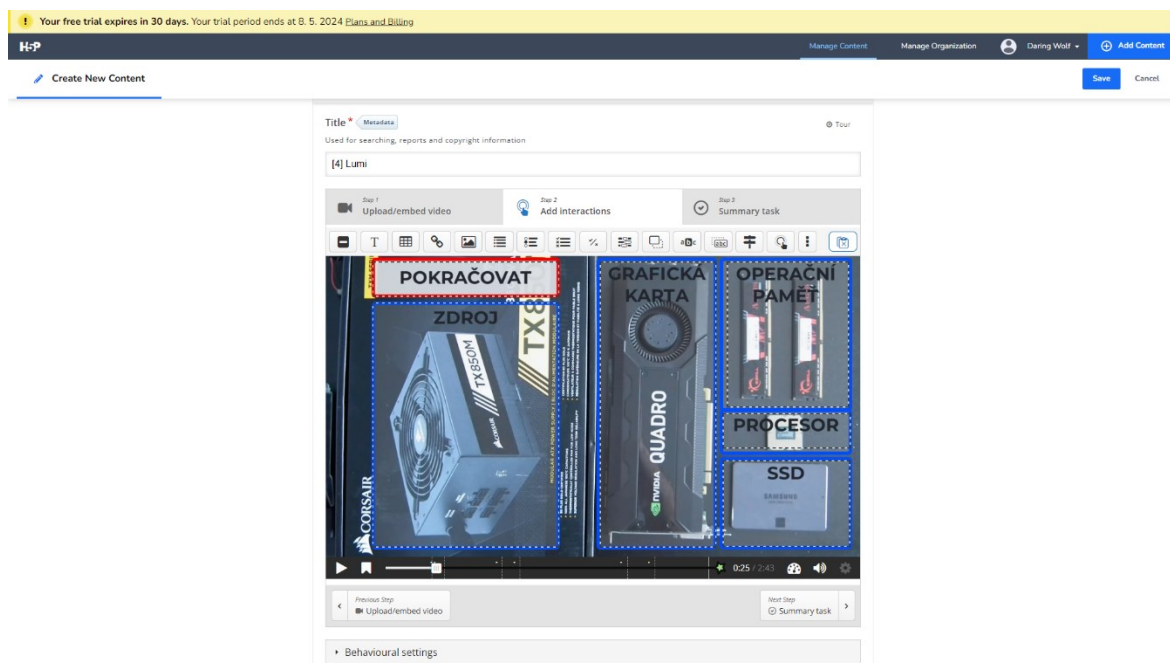 Your free trial expires in 30 days. Your trial period ends at 8. 5. 2024 Plans and Billing
H5P
Manage Content
Manage Organization
Daring Wolf
Add Content
Create New Content
Save
Cancel
Title *
Metadata
Tour
Used for searching, reports and copyright information
[4] Lumi
Step 1
Upload/embed video
Step 2
Add interactions
Step 3
Summary task
T
abc
POKRAČOVAT
ZDROJ
TX850M
CORSAIR
CORSAIR
GRAFICKÁ
KARTA
NVIDIA QUADRO
OPERAČNÍ
PAMĚŤ
PROCESOR
SSD
SAMSUNG
0:25 / 2:43
Previous Step
Upload/embed video
Next Step
Summary task
Behavioural settings